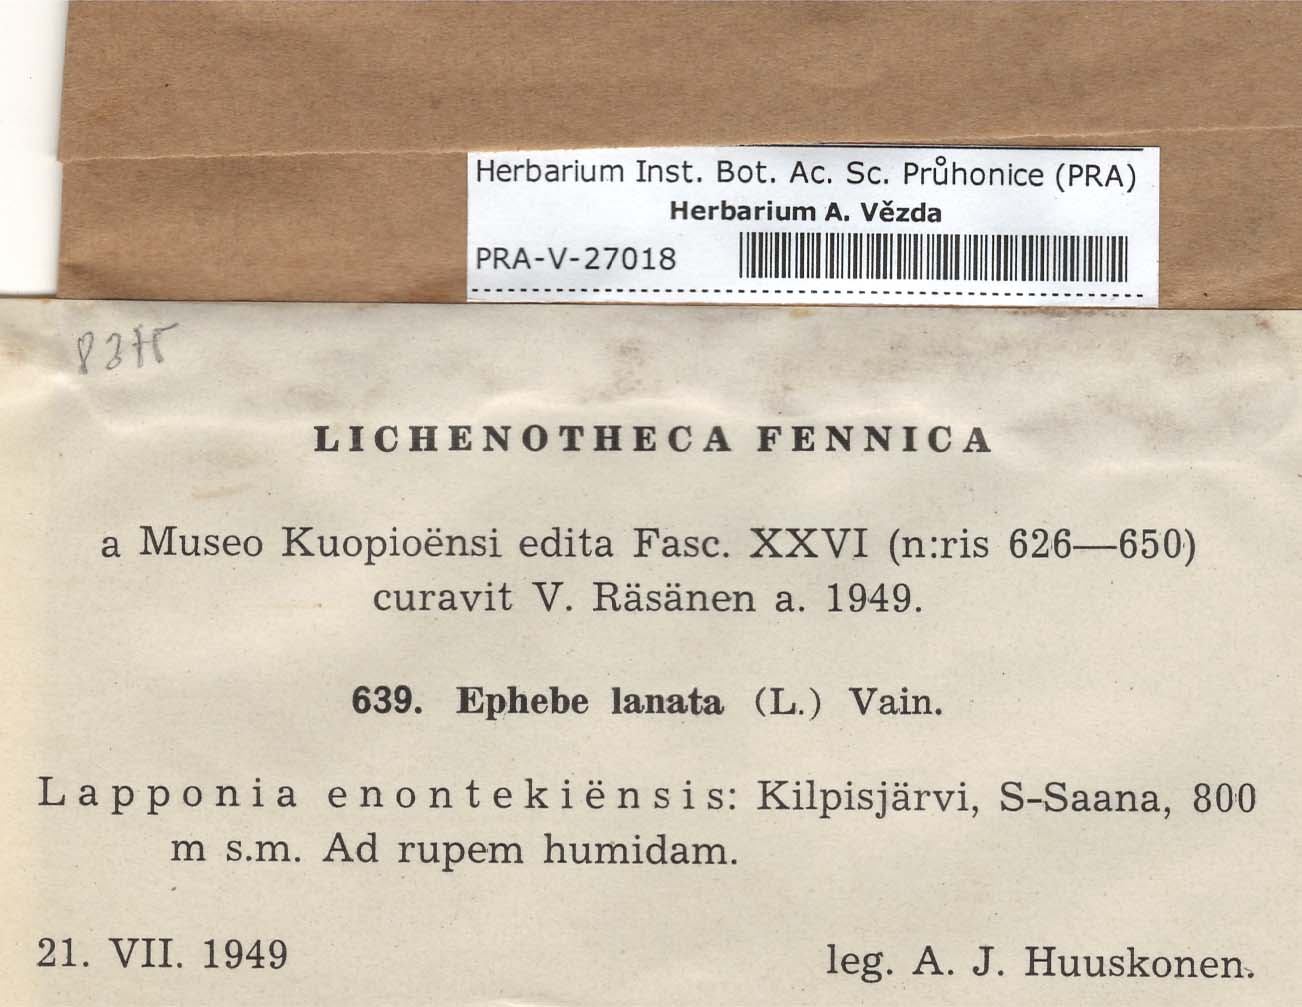 Herbarium Inst. Bot. Ac. Sc. Průhonice (PRA)
Herbarium A. Vězda
PRA-V-27018
LICHENOTHECA FENNICA
a Museo Kuopioënsi edita Fasc. XXVI (n:ris 626—650)
curavit V. Räsänen a. 1949.
639. Ephebe lanata (L.) Vain.
Lapponia enontekiënsis: Kilpisjärvi, S-Saana, 800
m s.m. Ad rupem humidam.
21. VII. 1949
leg. A. J. Huuskonen.